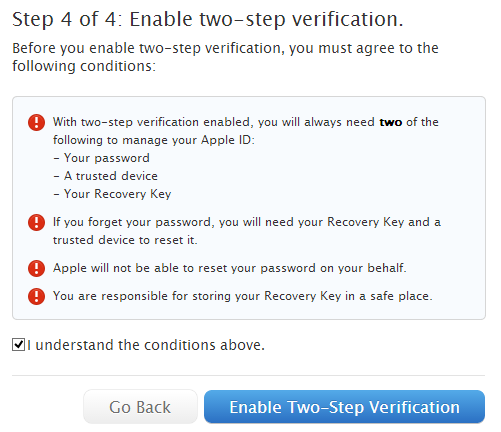 Step 4 of 4: Enable two-step verification.
Before you enable two-step verification, you must agree to the
following conditions:
With two-step verification enabled, you will always need two of the
following to manage your Apple ID:
- Your password
- A trusted device
- Your Recovery Key
If you forget your password, you will need your Recovery Key and a
trusted device to reset it.
Apple will not be able to reset your password on your behalf.
You are responsible for storing your Recovery Key in a safe place.
I understand the conditions above.
Go Back
Enable Two-Step Verification